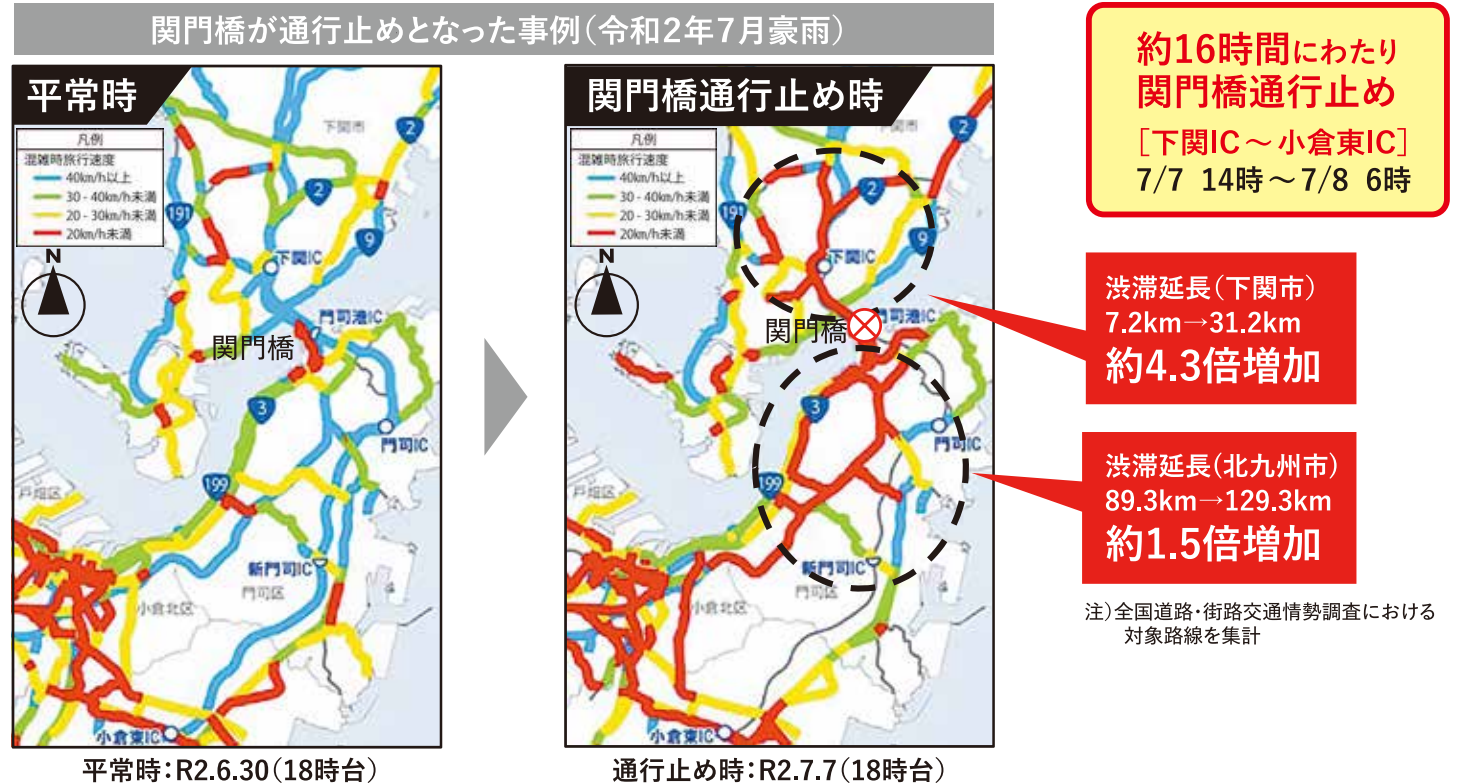 関門橋が通行止めとなった事例(令和2年7月豪雨)
平常時
凡例
混雑時旅行速度
40km/h以上
30 - 40km/h未満
20 - 30km/h未満
20km/h未満
N
下関市
2
2
191
9
下関IC
門司港IC
関門橋
3
門司IC
199
戸畑区
新門司IC
門司区
小倉北区
小倉東IC
平常時:R2.6.30(18時台)
関門橋通行止め時
凡例
混雑時旅行速度
40km/h以上
30 - 40km/h未満
20 - 30km/h未満
20km/h未満
N
下関市
2
2
191
9
下関IC
門司港IC
関門橋
3
門司IC
199
戸畑区
新門司IC
門司区
小倉北区
小倉東IC
通行止め時:R2.7.7(18時台)
約16時間にわたり
関門橋通行止め
[下関IC~小倉東IC]
7/7 14時~7/8 6時
渋滞延長(下関市)
7.2km→31.2km
約4.3倍増加
渋滞延長(北九州市)
89.3km→129.3km
約1.5倍増加
注)全国道路・街路交通情勢調査における
対象路線を集計